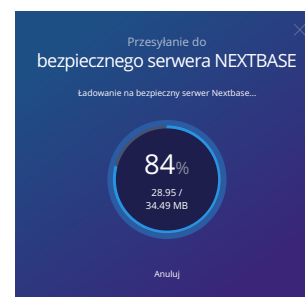 Przesyłanie do
bezpiecznego serwera NEXTBASE
Ładowanie na bezpieczny serwer Nextbase...
84%
28.95 /
34.49 MB
Anuluj